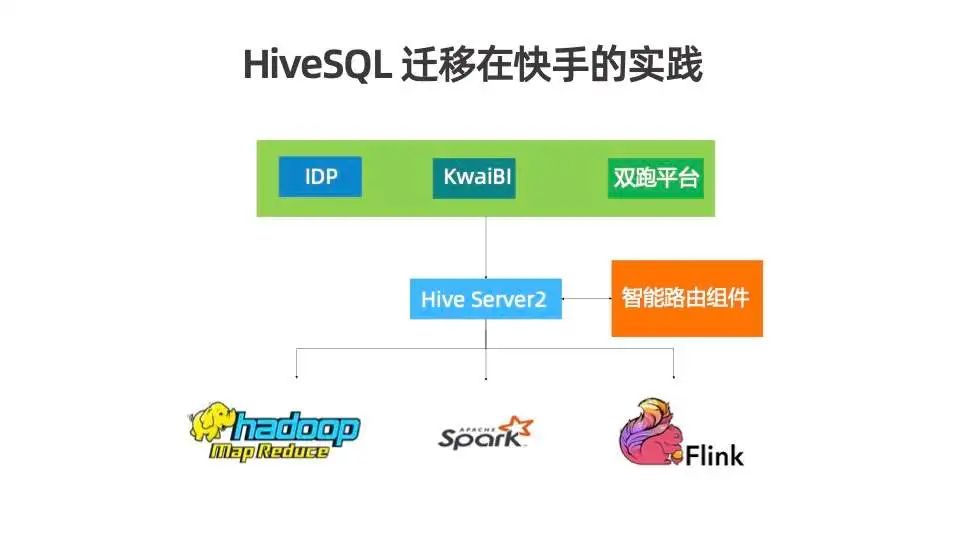 HiveSQL 迁移在快手的实践
IDP
KwaiBI
双跑平台
Hive Server2
智能路由组件
hadoop
Map Reduce
APACHE
Spark
Flink